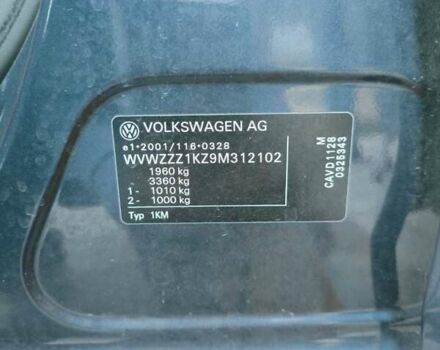 VOLKSWAGEN AG
e1*2001/116*0328
WVWZZZ1KZ9M312102
1960 kg
3360 kg
1- 1010 kg
2- 1000 kg
Typ 1KM
M
CAVD1128
0325343